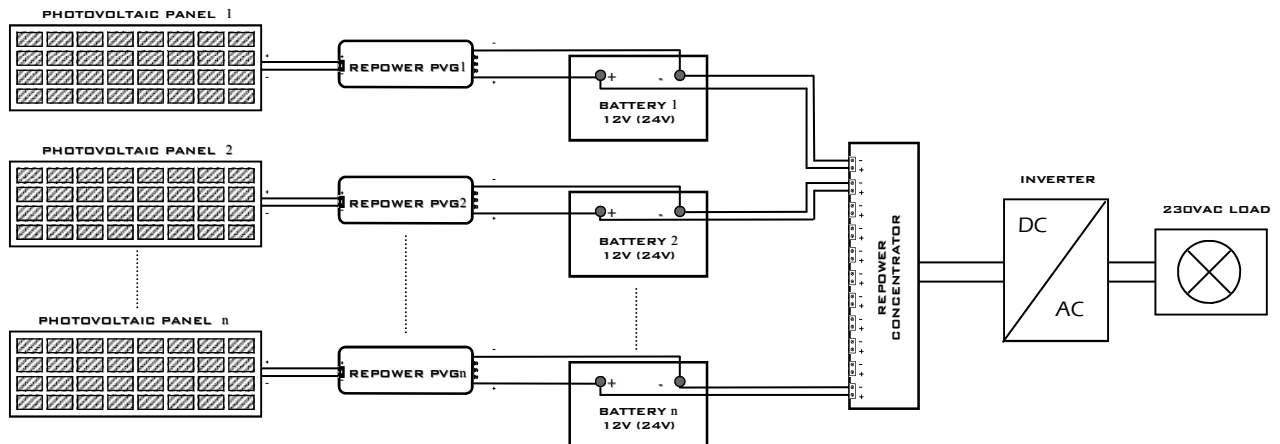 PHOTOVOLTAIC PANEL 1
+
-
REPOWER PVG1
-
+
+ -
BATTERY 1
12V (24V)
PHOTOVOLTAIC PANEL 2
+
-
REPOWER PVG2
-
+
+ -
BATTERY 2
12V (24V)
PHOTOVOLTAIC PANEL n
+
-
REPOWER PVGn
-
+
+ -
BATTERY n
12V (24V)
-
+
-
+
-
+
-
+
-
+
-
+
-
+
-
+
-
+
-
+
-
+
REPOWER
CONCENTRATOR
INVERTER
DC
AC
230VAC LOAD